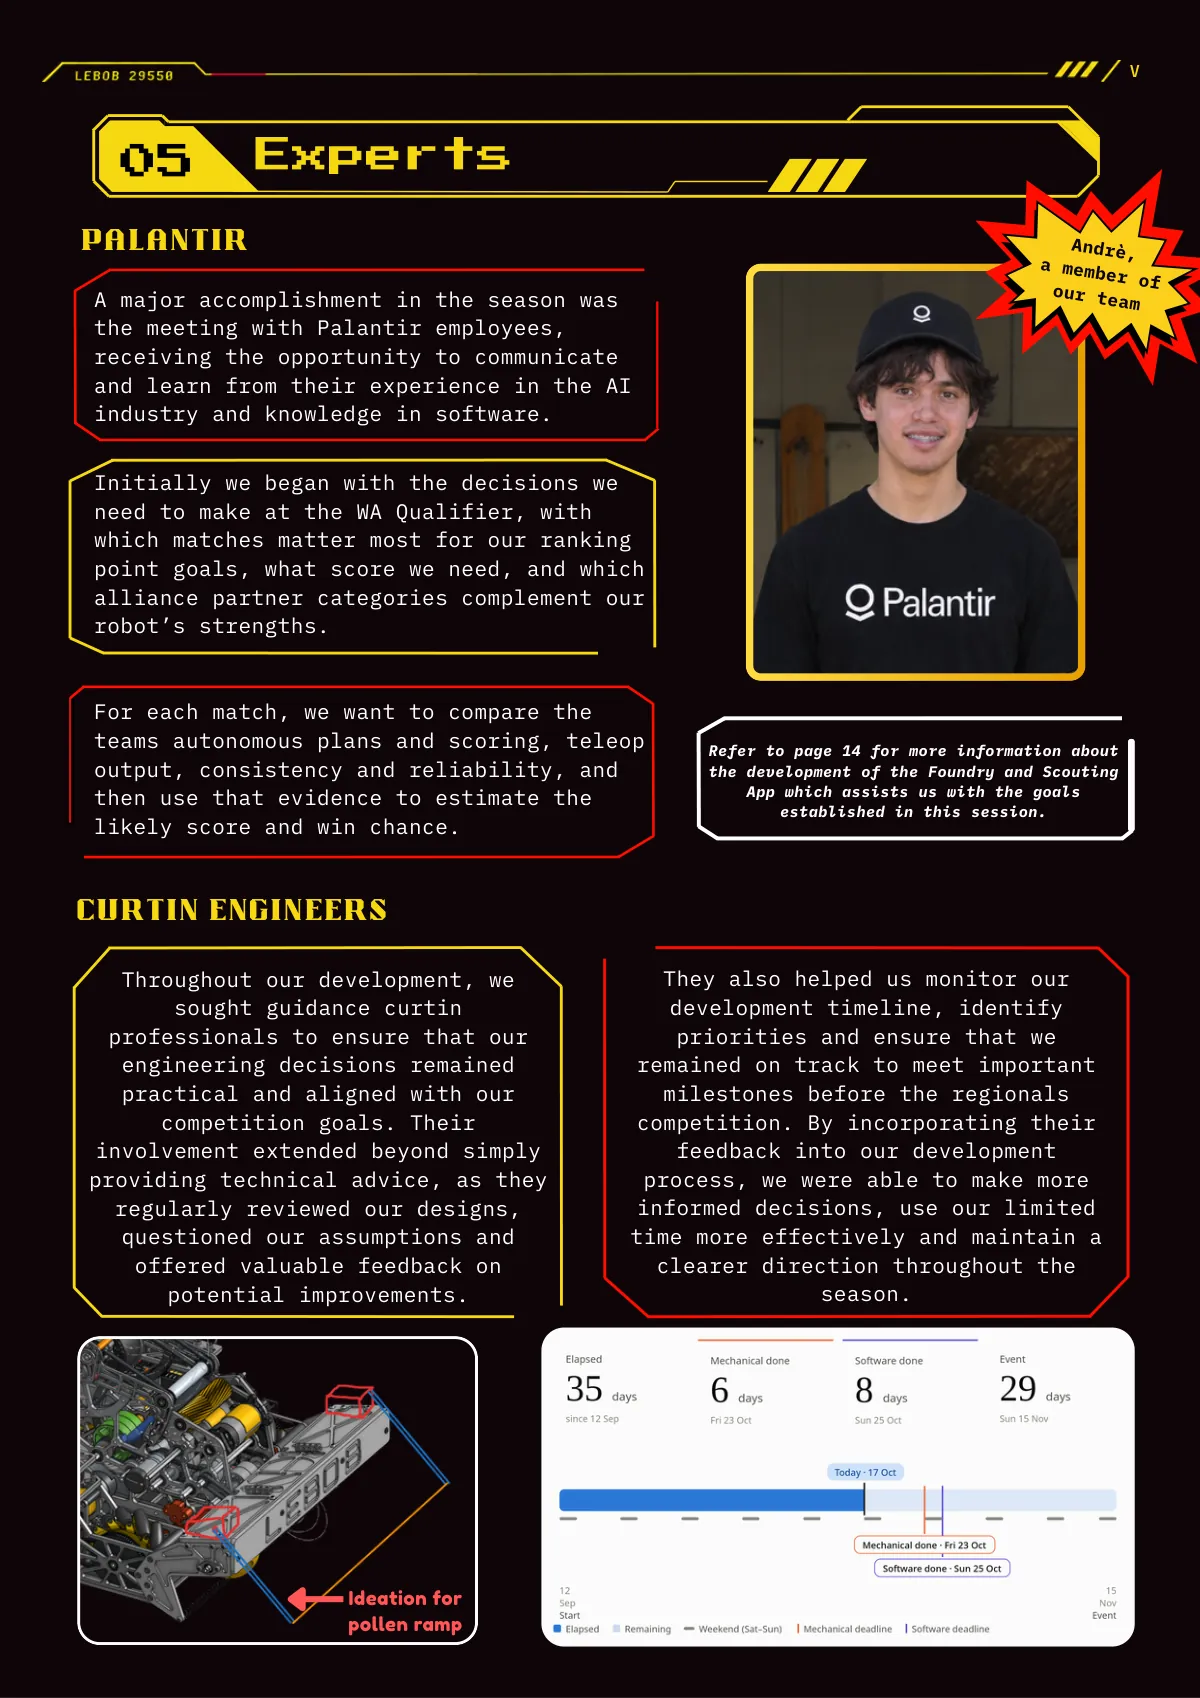 LEBOB 29550
V
05
Experts
PALANTIR
Andrè,
a member of
our team
A major accomplishment in the season was
the meeting with Palantir employees,
receiving the opportunity to communicate
and learn from their experience in the AI
industry and knowledge in software.
Initially we began with the decisions we
need to make at the WA Qualifier, with
which matches matter most for our ranking
point goals, what score we need, and which
alliance partner categories complement our
robot’s strengths.
Palantir
For each match, we want to compare the
teams autonomous plans and scoring, teleop
output, consistency and reliability, and
then use that evidence to estimate the
likely score and win chance.
Refer to page 14 for more information about
the development of the Foundry and Scouting
App which assists us with the goals
established in this session.
CURTIN ENGINEERS
Throughout our development, we
sought guidance curtin
professionals to ensure that our
engineering decisions remained
practical and aligned with our
competition goals. Their
involvement extended beyond simply
providing technical advice, as they
regularly reviewed our designs,
questioned our assumptions and
offered valuable feedback on
potential improvements.
They also helped us monitor our
development timeline, identify
priorities and ensure that we
remained on track to meet important
milestones before the regionals
competition. By incorporating their
feedback into our development
process, we were able to make more
informed decisions, use our limited
time more effectively and maintain a
clearer direction throughout the
season.
Ideation for
pollen ramp
Elapsed
35 days
since 12 Sep
Mechanical done
6 days
Fri 23 Oct
Software done
8 days
Sun 25 Oct
Event
29 days
Sun 15 Nov
Today · 17 Oct
Mechanical done · Fri 23 Oct
Software done · Sun 25 Oct
12
Sep
Start
15
Nov
Event
Elapsed
Remaining
Weekend (Sat–Sun)
Mechanical deadline
Software deadline